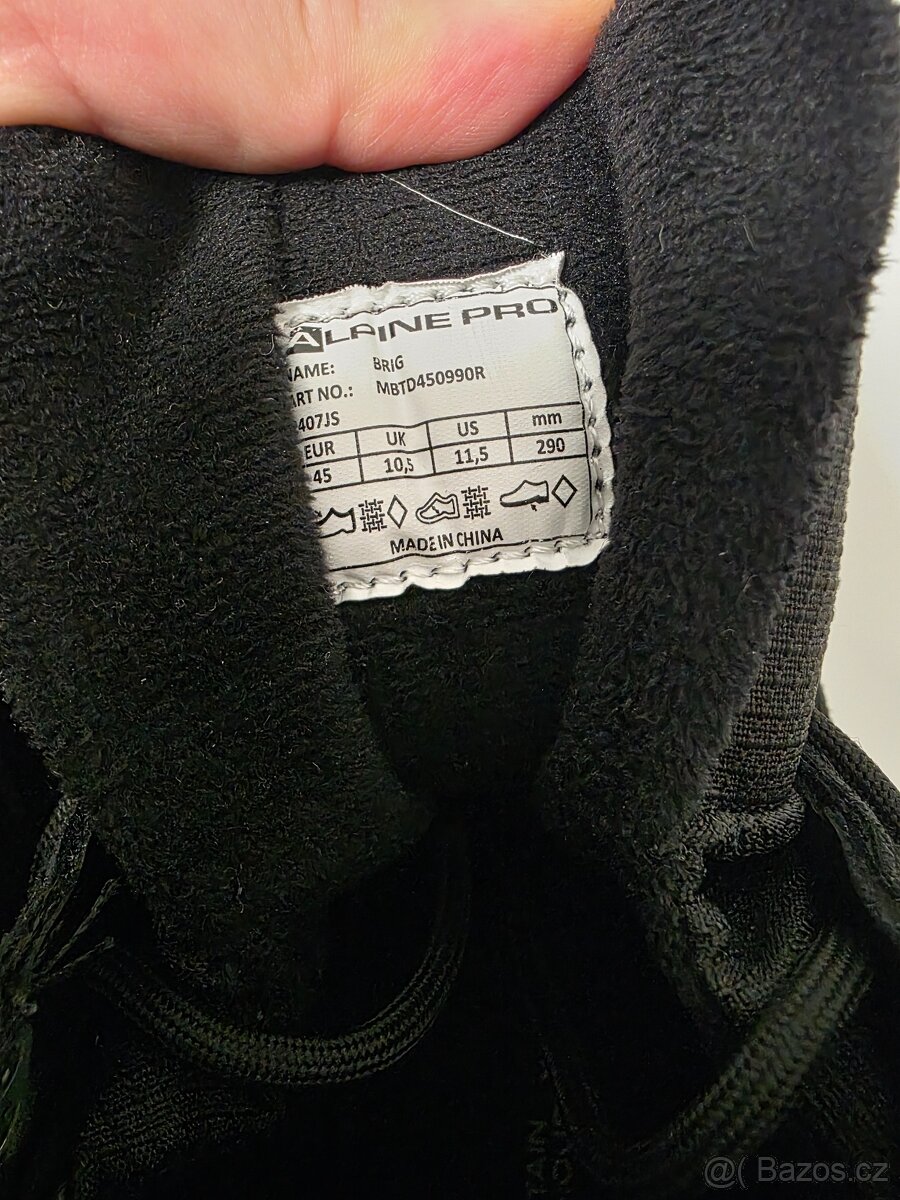 ALPINE PRO
NAME: BRIG
ART NO.: MBTD450990R
407JS
EUR UK US mm
45 10,5 11,5 290
MADE IN CHINA
@( Bazos.cz